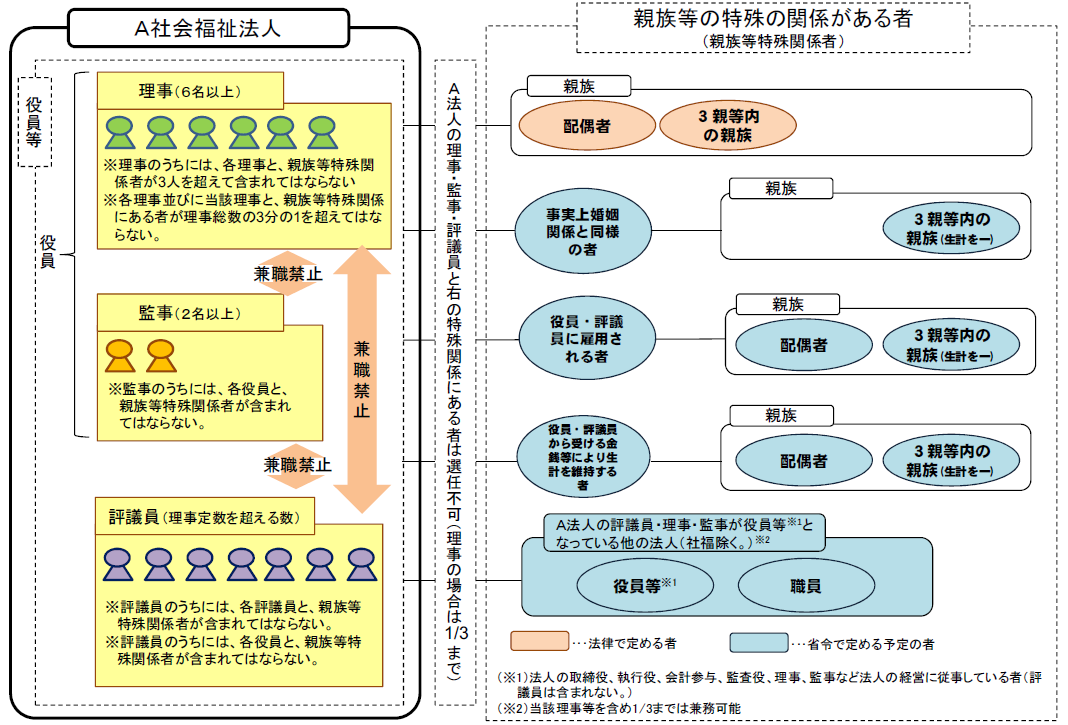 A社会福祉法人
役員等
役員
理事(6名以上)
※理事のうちには、各理事と、親族等特殊関
係者が3人を超えて含まれてはならない
※各理事並びに当該理事と、親族等特殊関係
にある者が理事総数の3分の1を超えてはな
らない。
兼職禁止
監事(2名以上)
※監事のうちには、各役員と、
親族等特殊関係者が含まれ
てはならない。
兼職禁止
兼職禁止
評議員(理事定数を超える数)
※評議員のうちには、各評議員と、親族等
特殊関係者が含まれてはならない。
※評議員のうちには、各役員と、親族等特
殊関係者が含まれてはならない。
A法人の理事・監事・評議員と右の特殊関係にある者は選任不可(理事の場合は1/3まで)
親族等の特殊の関係がある者
(親族等特殊関係者)
親族
配偶者
3親等内
の親族
事実上婚姻
関係と同様
の者
親族
3親等内の
親族(生計を一)
役員・評議
員に雇用さ
れる者
親族
配偶者
3親等内の
親族(生計を一)
役員・評議員
から受ける金
銭等により生
計を維持する
者
親族
配偶者
3親等内の
親族(生計を一)
A法人の評議員・理事・監事が役員等※1と
なっている他の法人(社福除く。)※2
役員等※1
職員
…法律で定める者
…省令で定める予定の者
(※1)法人の取締役、執行役、会計参与、監査役、理事、監事など法人の経営に従事している者(評
議員は含まれない。)
(※2)当該理事等を含め1/3までは兼務可能